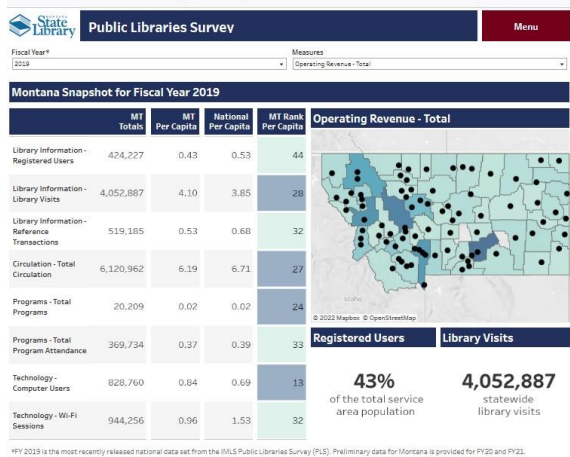 MONTANA
State
Library
Public Libraries Survey
Menu
Fiscal Year*
2019
Measures
Operating Revenue - Total
Montana Snapshot for Fiscal Year 2019
MT Totals
MT Per Capita
National Per Capita
MT Rank Per Capita
Library Information - Registered Users
424,227
0.43
0.53
44
Library Information - Library Visits
4,052,887
4.10
3.85
28
Library Information - Reference Transactions
519,185
0.53
0.68
32
Circulation - Total Circulation
6,120,962
6.19
6.71
27
Programs - Total Programs
20,209
0.02
0.02
24
Programs - Total Program Attendance
369,734
0.37
0.39
33
Technology - Computer Users
828,760
0.84
0.69
13
Technology - Wi-Fi Sessions
944,256
0.96
1.53
32
Operating Revenue - Total
Idaho
© 2022 Mapbox © OpenStreetMap
Registered Users
43%
of the total service
area population
Library Visits
4,052,887
statewide
library visits
*FY 2019 is the most recently released national data set from the IMLS Public Libraries Survey (PLS). Preliminary data for Montana is provided for FY20 and FY21.